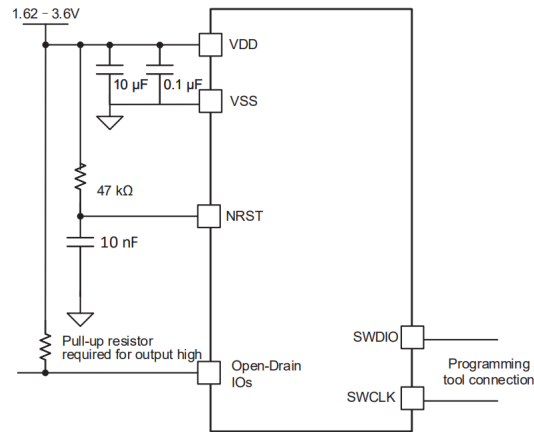 1.62 - 3.6V
VDD
10 µF
0.1 µF
VSS
47 kΩ
NRST
10 nF
Pull-up resistor
required for output high
Open-Drain
IOs
SWDIO
Programming
tool connection
SWCLK